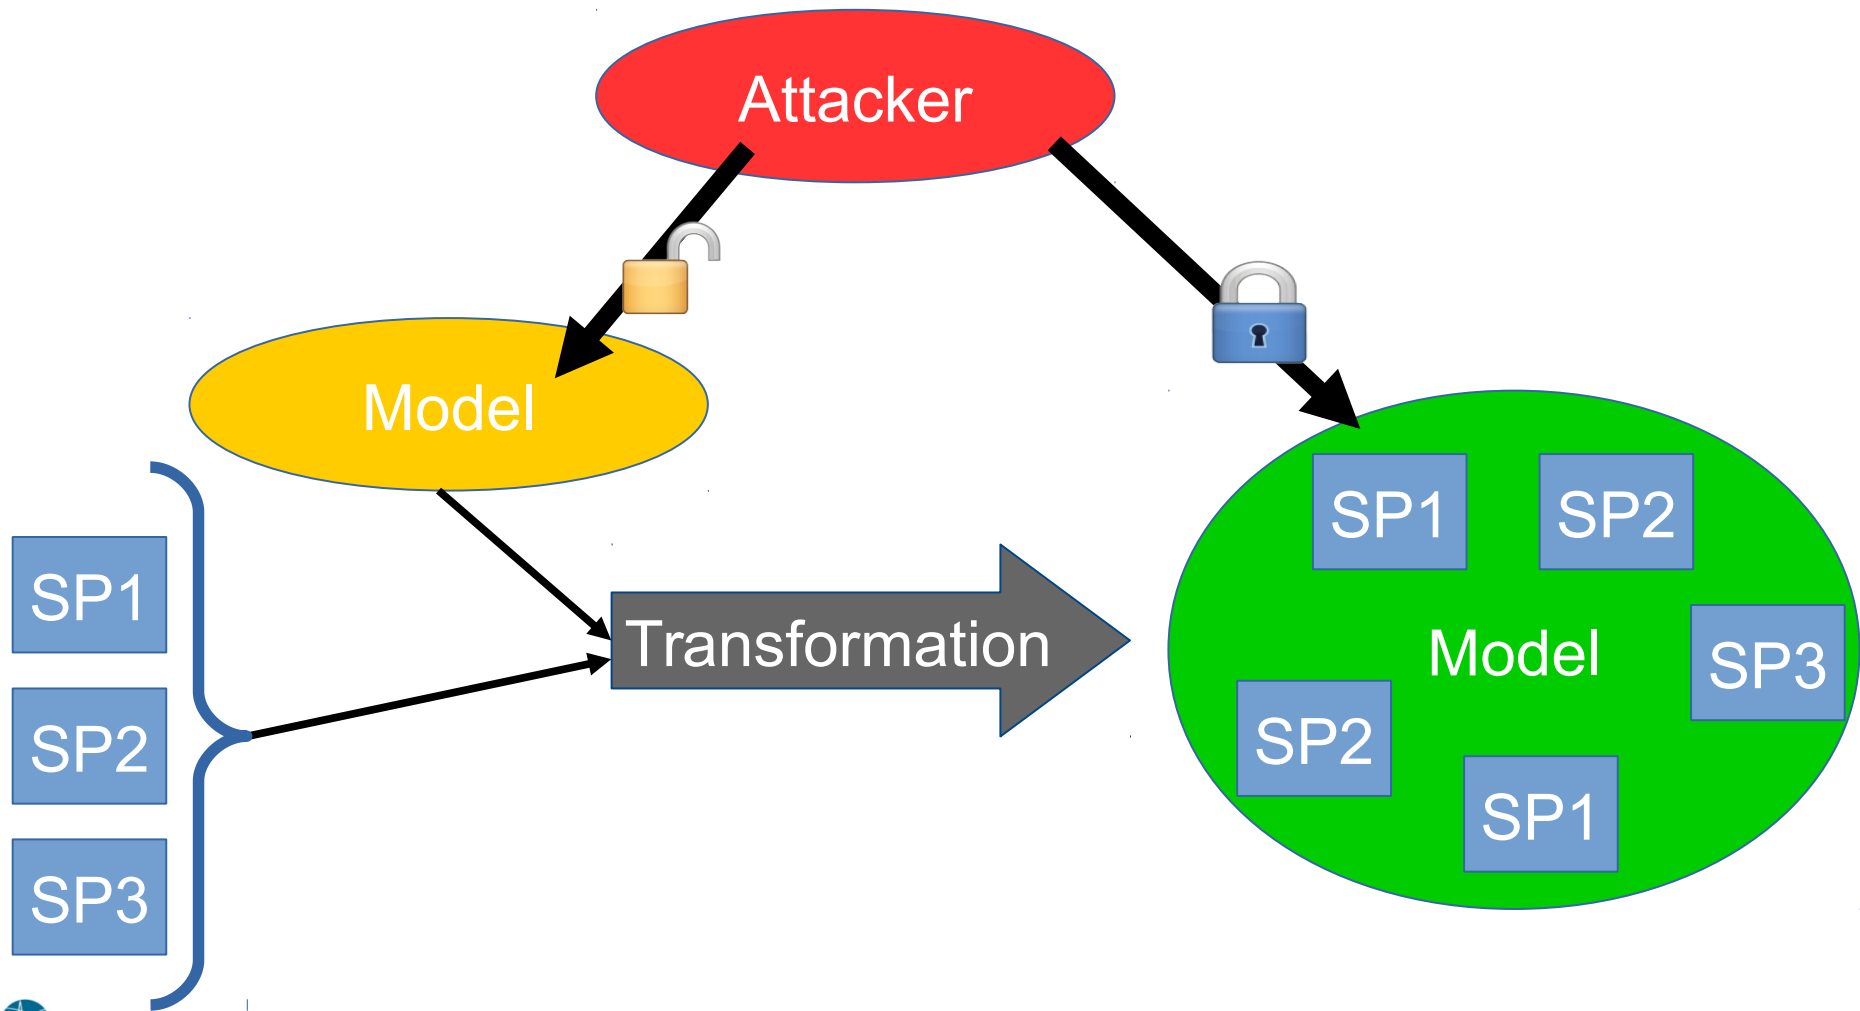 Attacker
Model
SP1
SP2
SP3
Transformation
SP1
SP2
Model
SP3
SP2
SP1